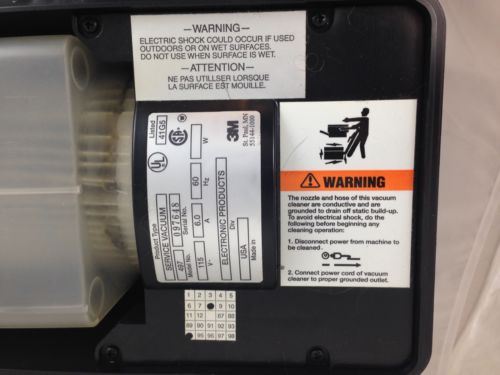 —WARNING—
ELECTRIC SHOCK COULD OCCUR IF USED
OUTDOORS OR ON WET SURFACES.
DO NOT USE WHEN SURFACE IS WET.
—ATTENTION—
NE PAS UTILLSER LORSQUE
LA SURFACE EST MOUILLE.
3M
St. Paul, MN
55144-1000
Listed
41G5
UL
SA
Product Type
SERVICE VACUUM
497
197648
Serial No.
115
V~
6.0
A
60
Hz
W
ELECTRONIC PRODUCTS
Div
USA
Made in
WARNING
The nozzle and hose of this vacuum
cleaner are conductive and are
grounded to drain off static build-up.
To avoid electrical shock, do the
following before beginning any
cleaning operation:
1. Disconnect power from machine to
be cleaned
2. Connect power cord of vacuum
cleaner to proper grounded outlet.
1 2 3 4 5
6 7 9 10
11 12 67 88
89 91 92 93
95 96 97 98